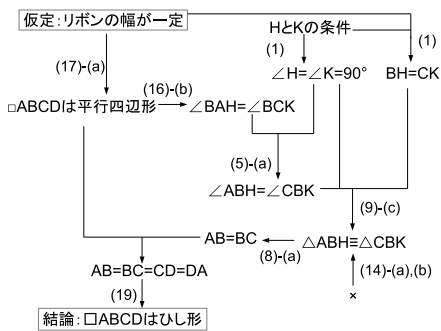 仮定:リボンの幅が一定
HとKの条件
(1)
(1)
(17)-(a)
∠H=∠K=90°
BH=CK
□ABCDは平行四辺形
(16)-(b)
∠BAH=∠BCK
(5)-(a)
∠ABH=∠CBK
(9)-(c)
AB=BC
(8)-(a)
△ABH≡△CBK
AB=BC=CD=DA
(14)-(a),(b)
(19)
×
結論:□ABCDはひし形